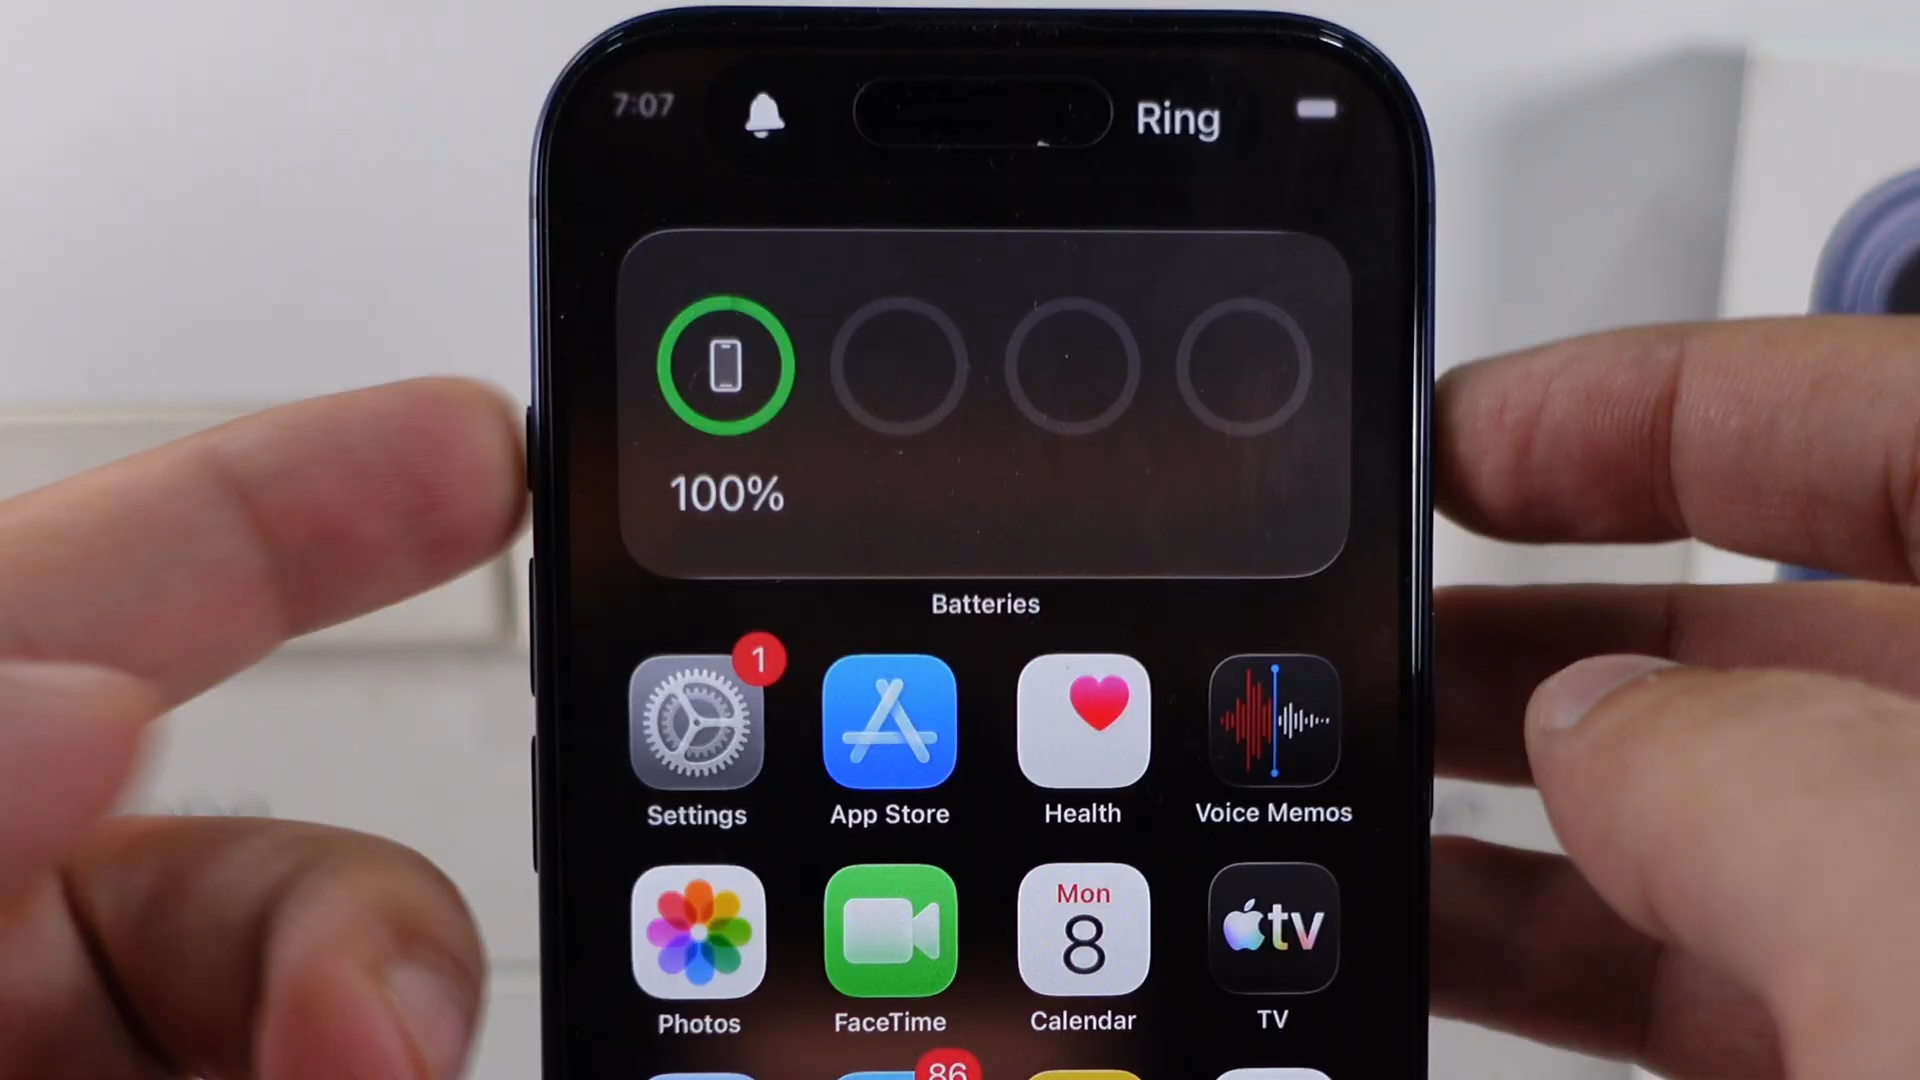 7:07 Ring
100%
Batteries
1
Settings App Store Health Voice Memos
Mon
8
tv
Photos FaceTime Calendar TV
86